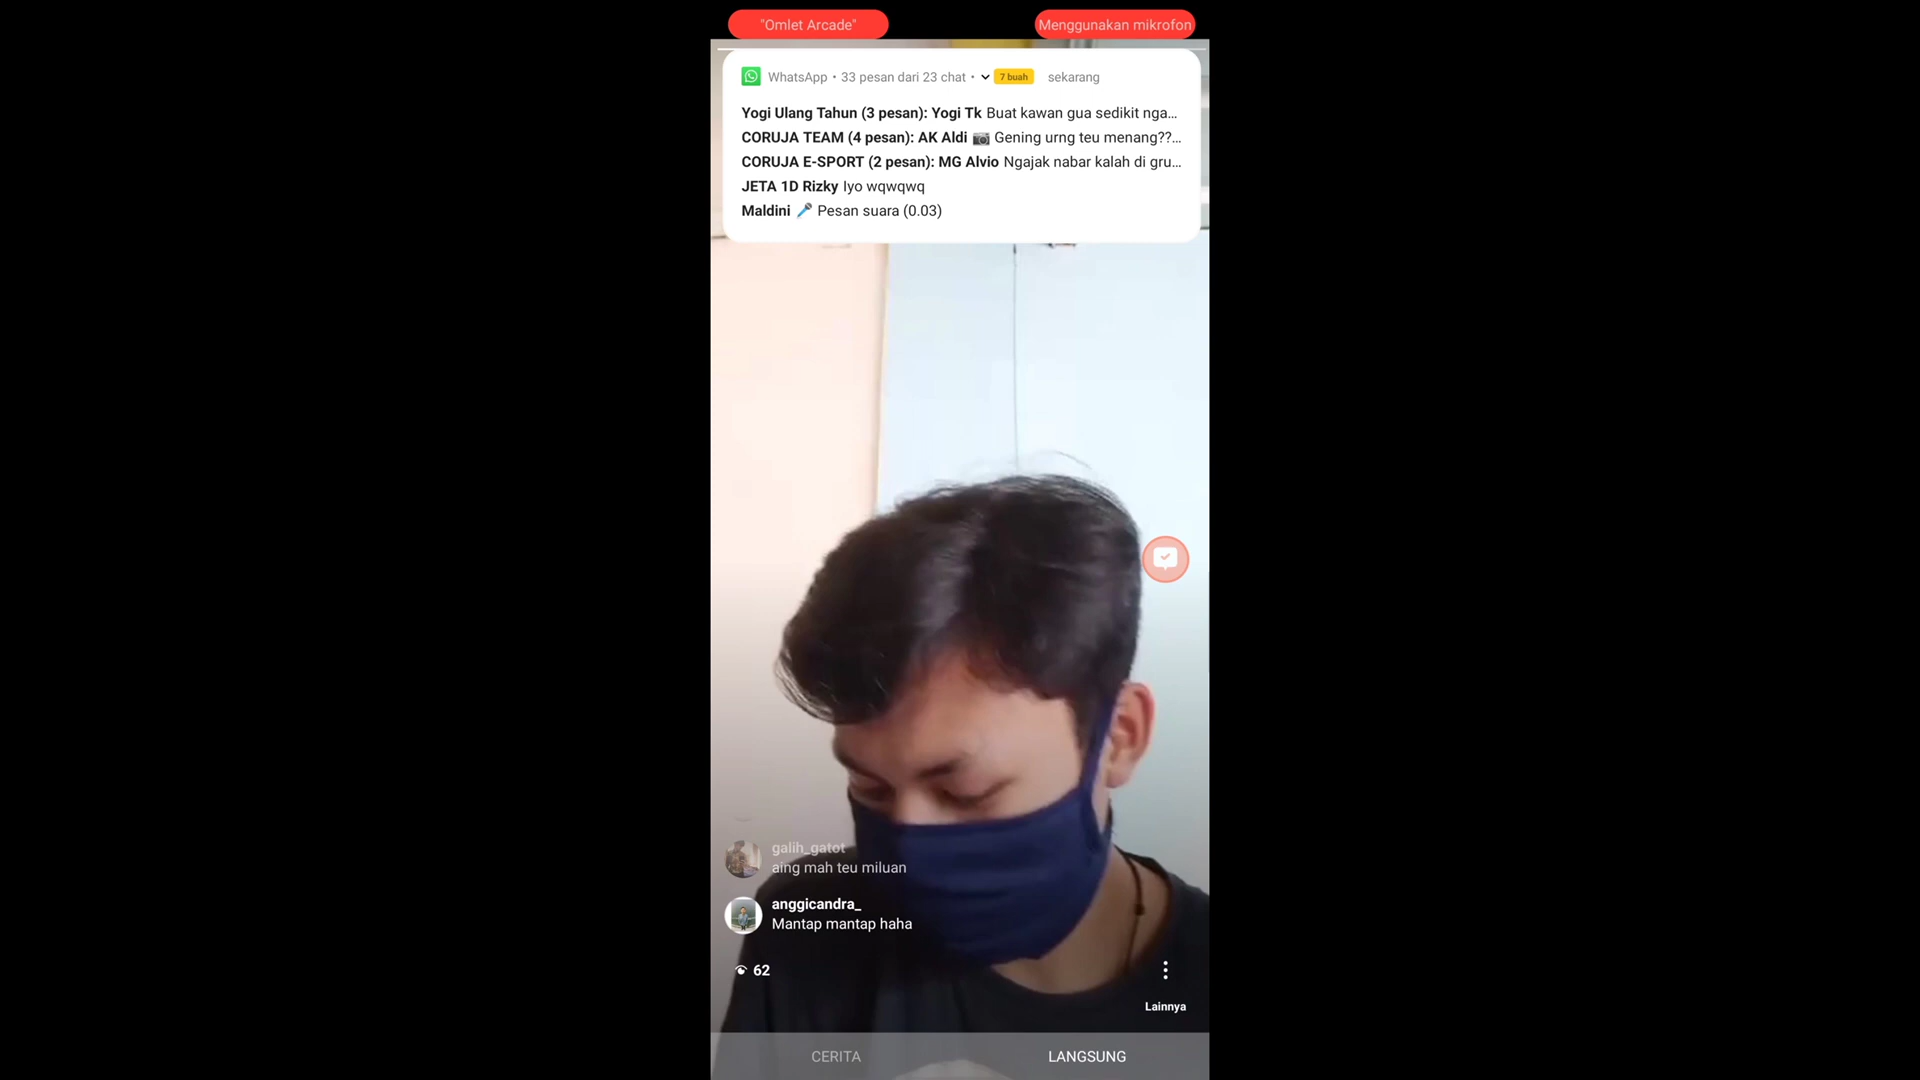 "Omlet Arcade"
Menggunakan mikrofon
WhatsApp • 33 pesan dari 23 chat • 7 buah sekarang
Yogi Ulang Tahun (3 pesan): Yogi Tk Buat kawan gua sedikit nga...
CORUJA TEAM (4 pesan): AK Aldi 📷 Gening urng teu menang??...
CORUJA E-SPORT (2 pesan): MG Alvio Ngajak nabar kalah di gru...
JETA 1D Rizky Iyo wqwqwq
Maldini 🎤 Pesan suara (0.03)
galih_gatot
aing mah teu miluan
anggicandra_
Mantap mantap haha
62
Lainnya
CERITA
LANGSUNG